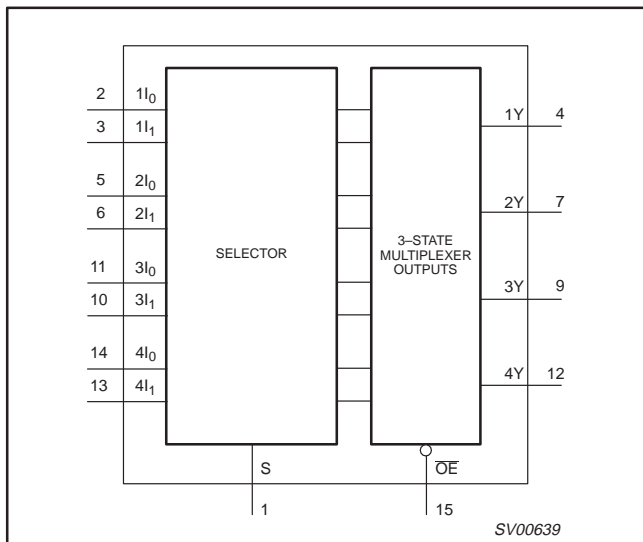 2 1I₀
3 1I₁
5 2I₀
6 2I₁
11 3I₀
10 3I₁
14 4I₀
13 4I₁
SELECTOR
3–STATE
MULTIPLEXER
OUTPUTS
1Y 4
2Y 7
3Y 9
4Y 12
S
1
O̅E̅
15
SV00639